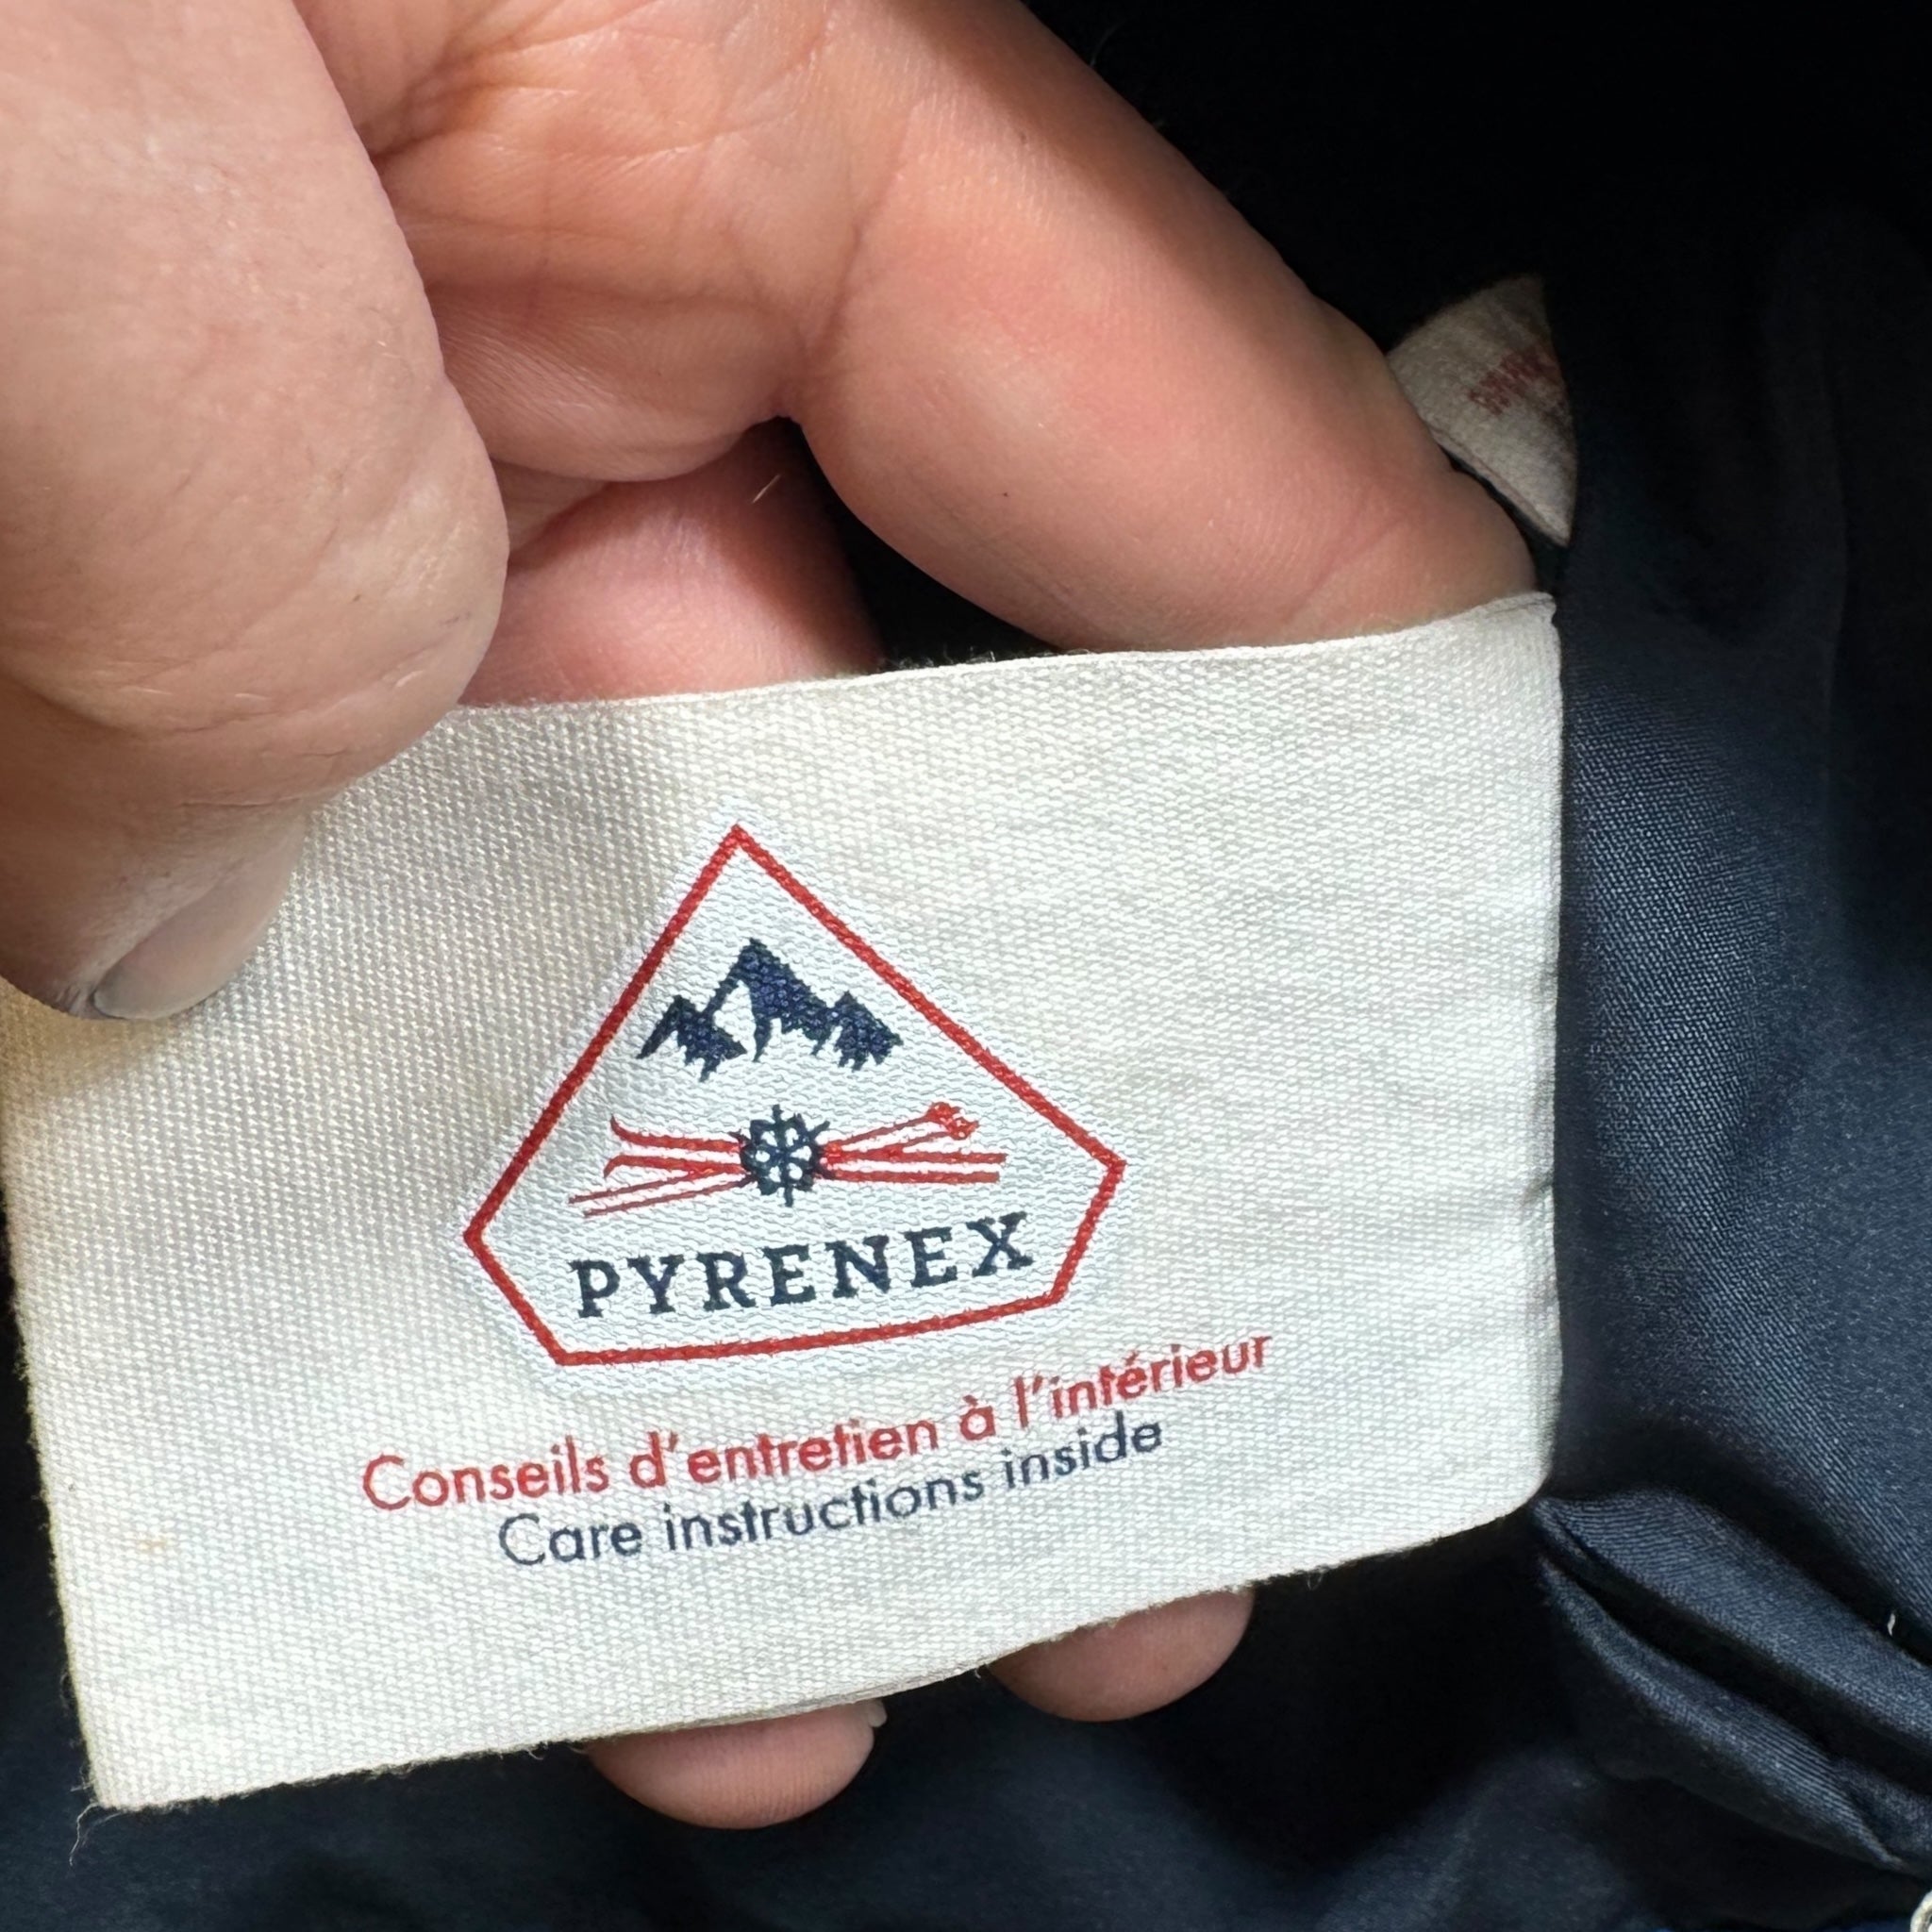 PYRENEX
Conseils d'entretien à l'intérieur
Care instructions inside